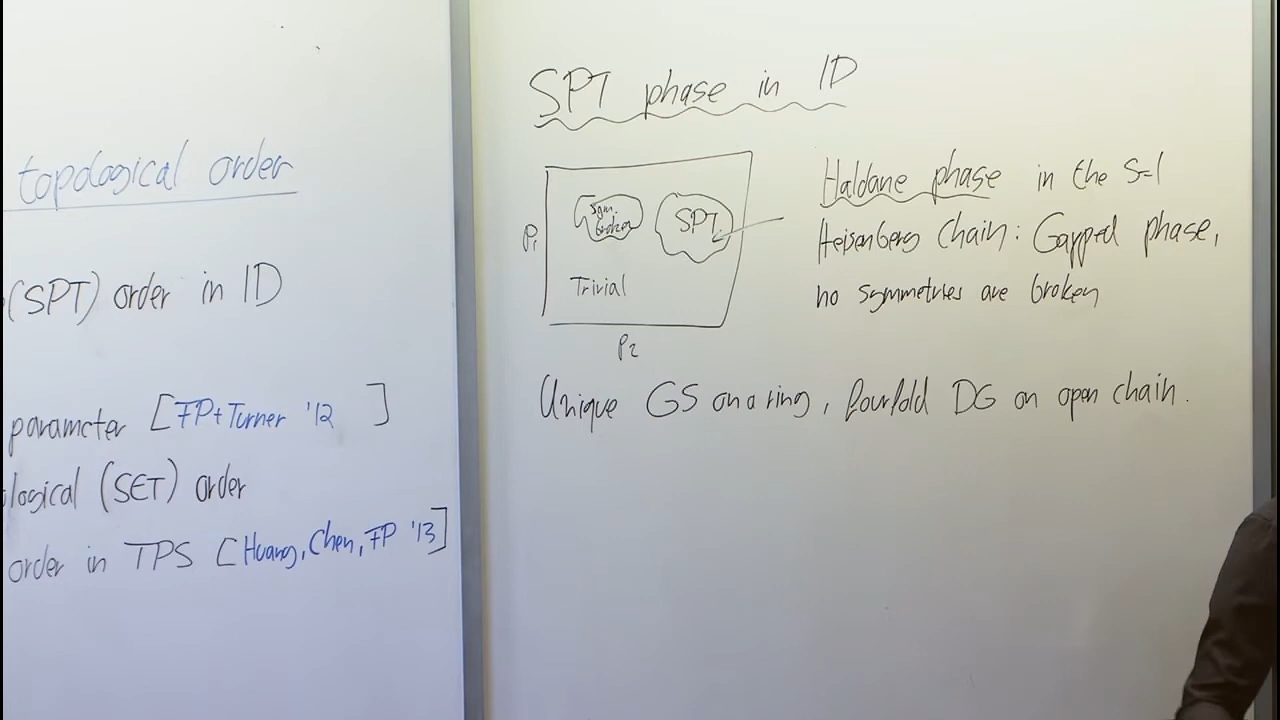 topological order
(SPT) order in 1D
parameter [FP+Turner '12 ]
ological (SET) order
order in TPS [Huang, Chen, FP '13]
SPT phase in 1D
P1
Sym.
broken
SPT
Trivial
P2
Haldane phase in the S=1
Heisenberg Chain: Gapped phase,
no symmetries are broken
Unique GS on a ring, fourfold DG on open chain.